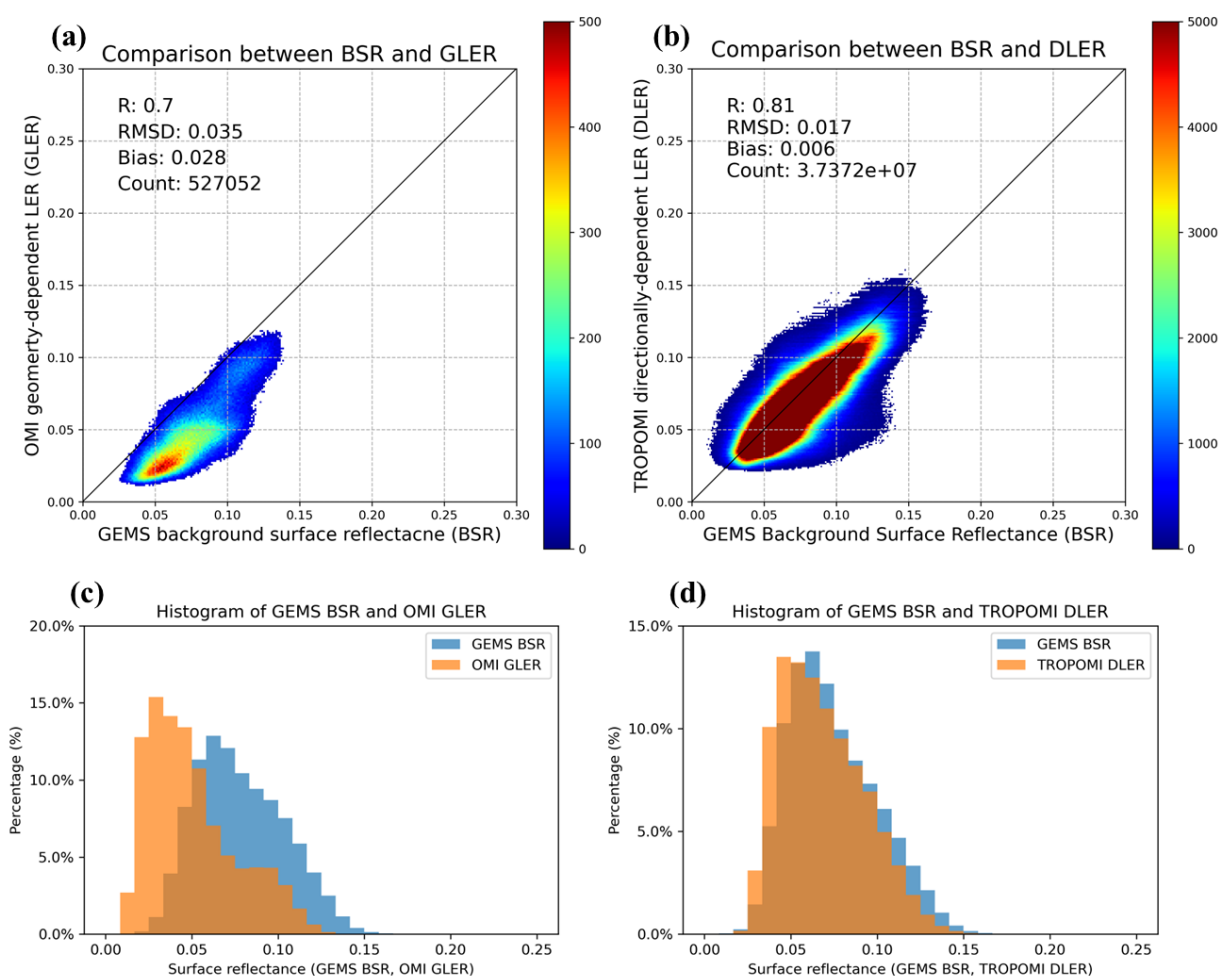 (a)
Comparison between BSR and GLER
R: 0.7
RMSD: 0.035
Bias: 0.028
Count: 527052
OMI geomerty-dependent LER (GLER)
0.30
0.25
0.20
0.15
0.10
0.05
0.00
0.00 0.05 0.10 0.15 0.20 0.25 0.30
GEMS background surface reflectacne (BSR)
500
400
300
200
100
0
(b)
Comparison between BSR and DLER
R: 0.81
RMSD: 0.017
Bias: 0.006
Count: 3.7372e+07
TROPOMI directionally-dependent LER (DLER)
0.30
0.25
0.20
0.15
0.10
0.05
0.00
0.00 0.05 0.10 0.15 0.20 0.25 0.30
GEMS Background Surface Reflectance (BSR)
5000
4000
3000
2000
1000
0
(c)
Histogram of GEMS BSR and OMI GLER
GEMS BSR
OMI GLER
Percentage (%)
20.0%
15.0%
10.0%
5.0%
0.0%
0.00 0.05 0.10 0.15 0.20 0.25
Surface reflectance (GEMS BSR, OMI GLER)
(d)
Histogram of GEMS BSR and TROPOMI DLER
GEMS BSR
TROPOMI DLER
Percentage (%)
15.0%
10.0%
5.0%
0.0%
0.00 0.05 0.10 0.15 0.20 0.25
Surface reflectance (GEMS BSR, TROPOMI DLER)